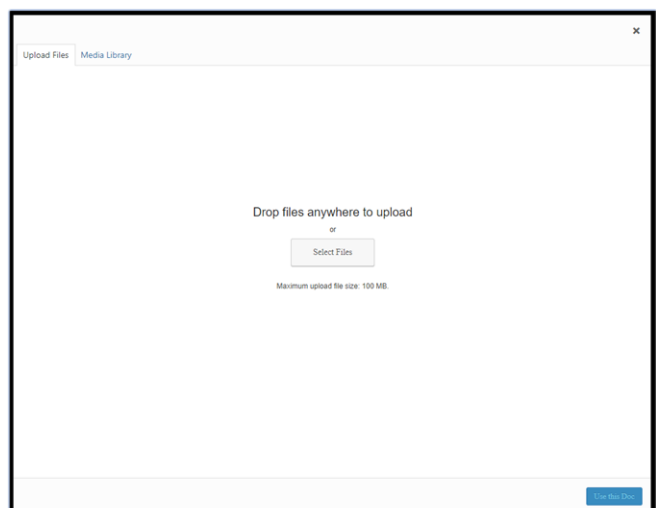 Upload Files Media Library
Drop files anywhere to upload
or
Select Files
Maximum upload file size: 100 MB.
Use this Doc